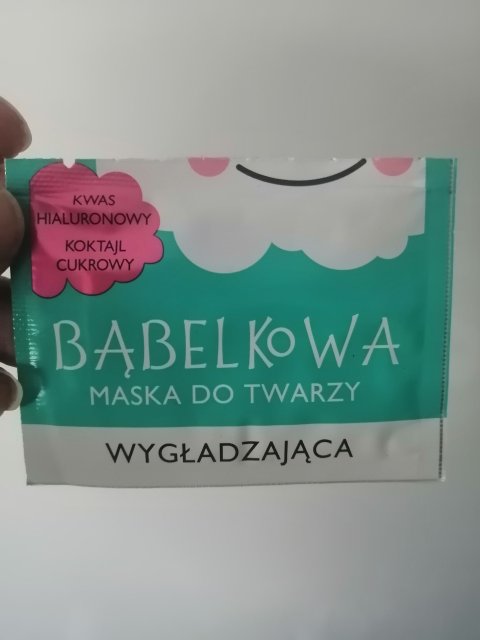 KWAS
HIALURONOWY
KOKTAJL
CUKROWY
BĄBELKOWA
MASKA DO TWARZY
WYGŁADZAJĄCA